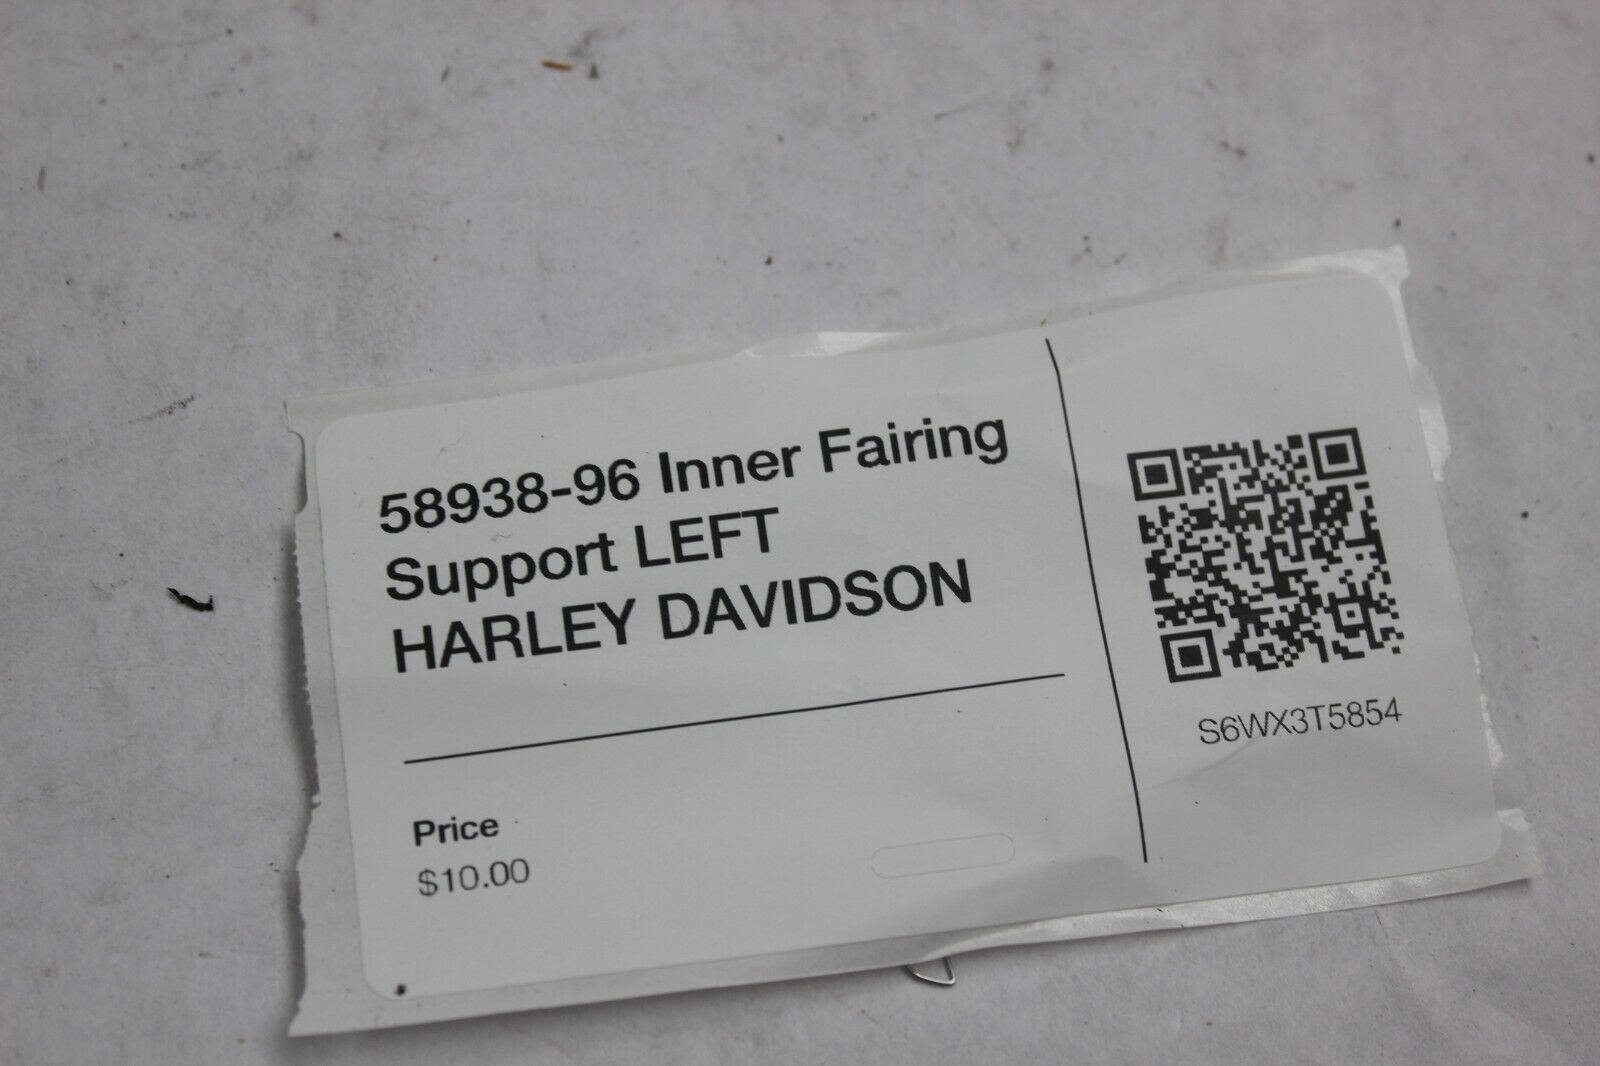 58938-96 Inner Fairing
Support LEFT
HARLEY DAVIDSON
Price
$10.00
S6WX3T5854